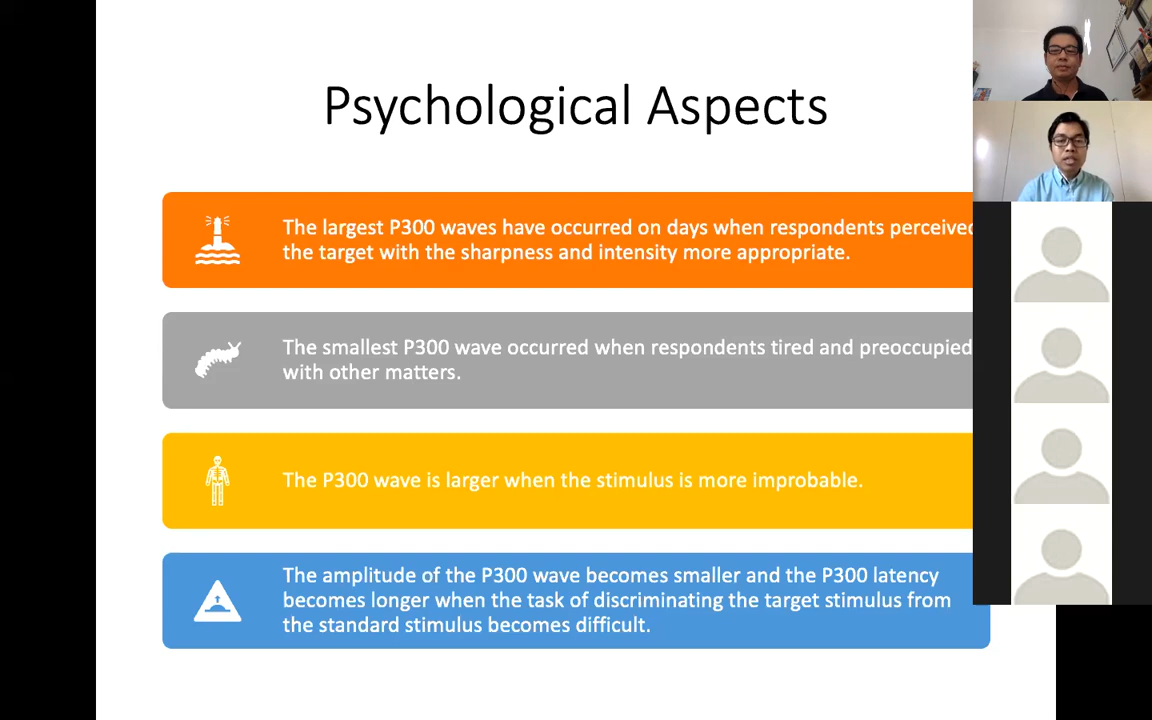 Psychological Aspects
The largest P300 waves have occurred on days when respondents perceived
the target with the sharpness and intensity more appropriate.
The smallest P300 wave occurred when respondents tired and preoccupied
with other matters.
The P300 wave is larger when the stimulus is more improbable.
The amplitude of the P300 wave becomes smaller and the P300 latency
becomes longer when the task of discriminating the target stimulus from
the standard stimulus becomes difficult.